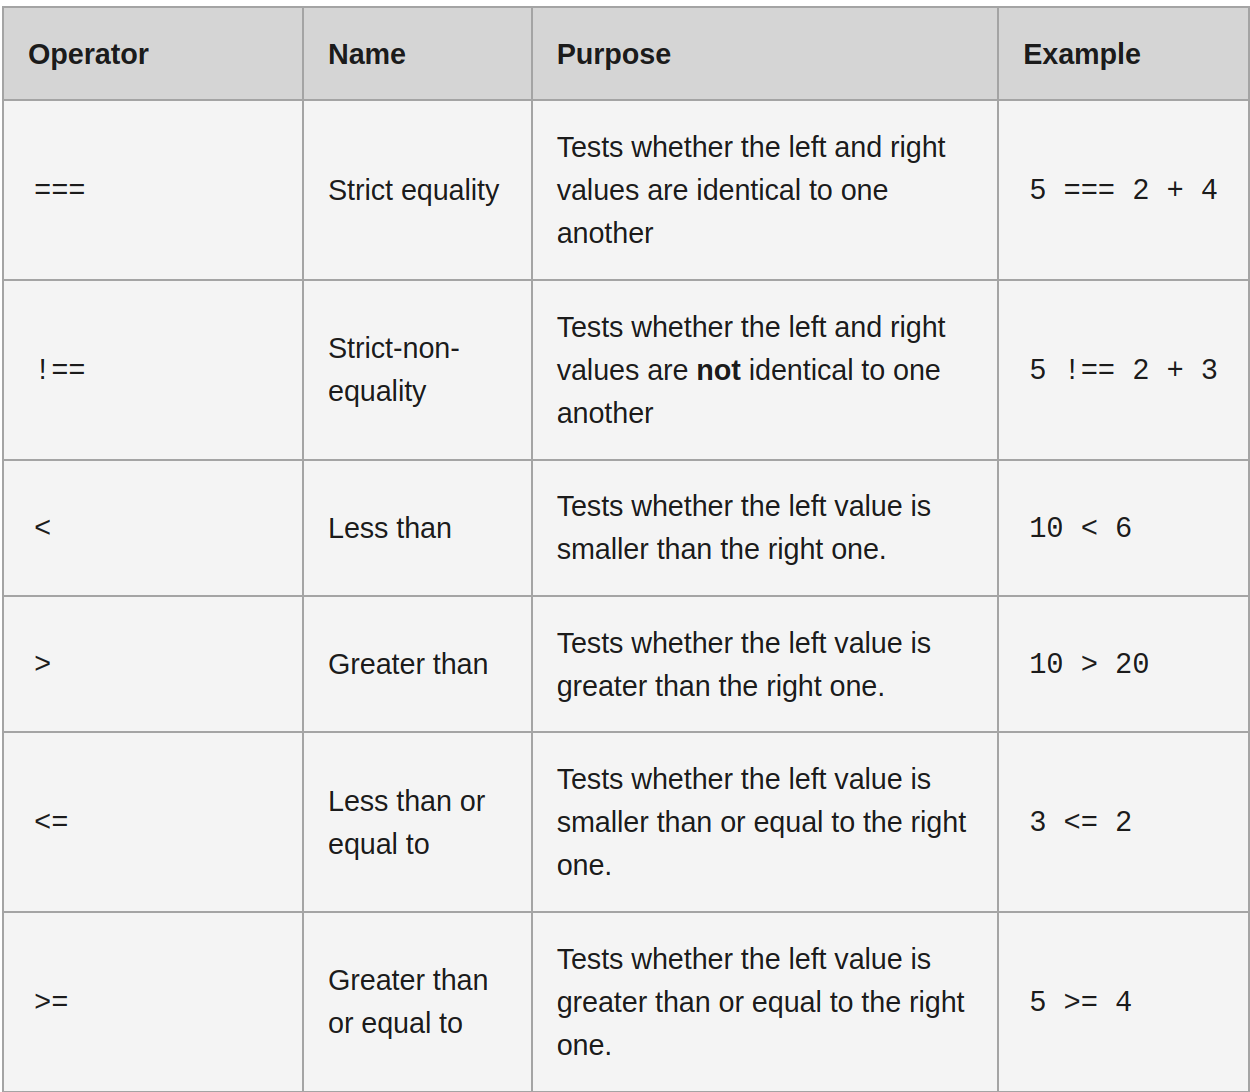 Operator Name Purpose Example
=== Strict equality Tests whether the left and right values are identical to one another 5 === 2 + 4
!== Strict-non-equality Tests whether the left and right values are not identical to one another 5 !== 2 + 3
< Less than Tests whether the left value is smaller than the right one. 10 < 6
> Greater than Tests whether the left value is greater than the right one. 10 > 20
<= Less than or equal to Tests whether the left value is smaller than or equal to the right one. 3 <= 2
>= Greater than or equal to Tests whether the left value is greater than or equal to the right one. 5 >= 4